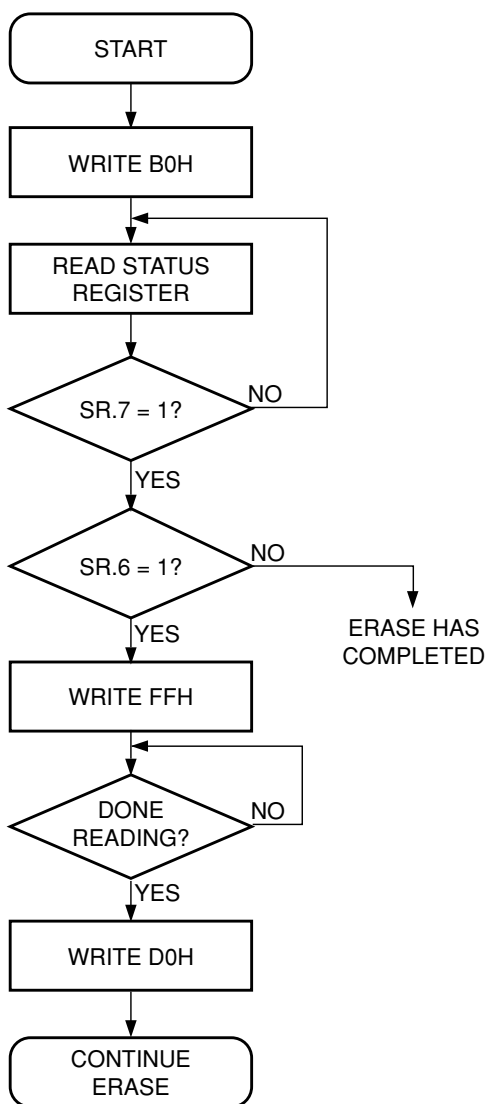 START
WRITE B0H
READ STATUS
REGISTER
SR.7 = 1?
NO
YES
SR.6 = 1?
NO
YES
ERASE HAS
COMPLETED
WRITE FFH
DONE
READING?
NO
YES
WRITE D0H
CONTINUE
ERASE